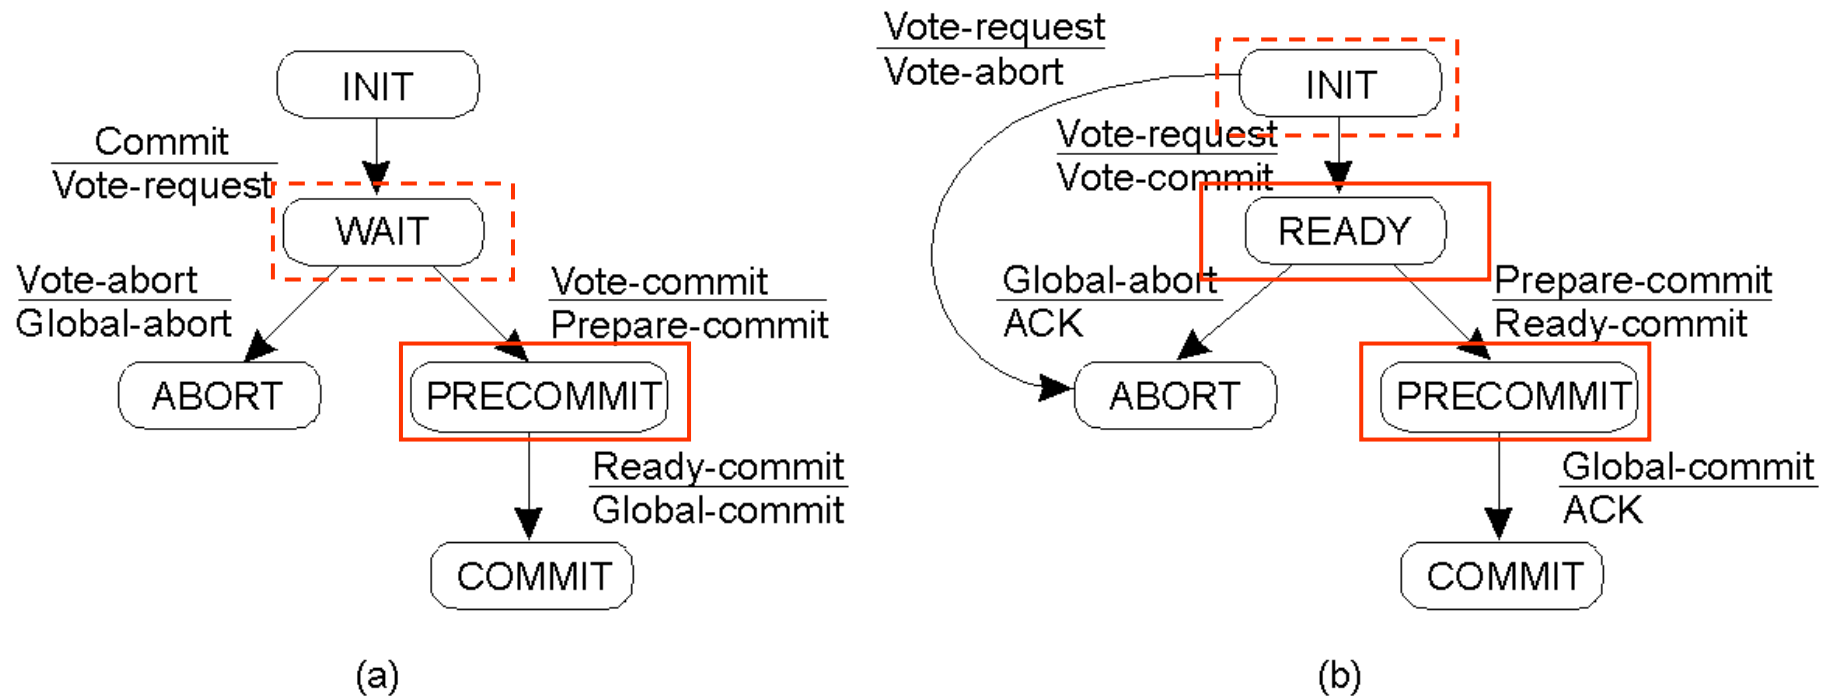 INIT
Commit
Vote-request
WAIT
Vote-abort
Global-abort
Vote-commit
Prepare-commit
ABORT
PRECOMMIT
Ready-commit
Global-commit
COMMIT
(a)
Vote-request
Vote-abort
INIT
Vote-request
Vote-commit
READY
Global-abort
ACK
Prepare-commit
Ready-commit
ABORT
PRECOMMIT
Global-commit
ACK
COMMIT
(b)